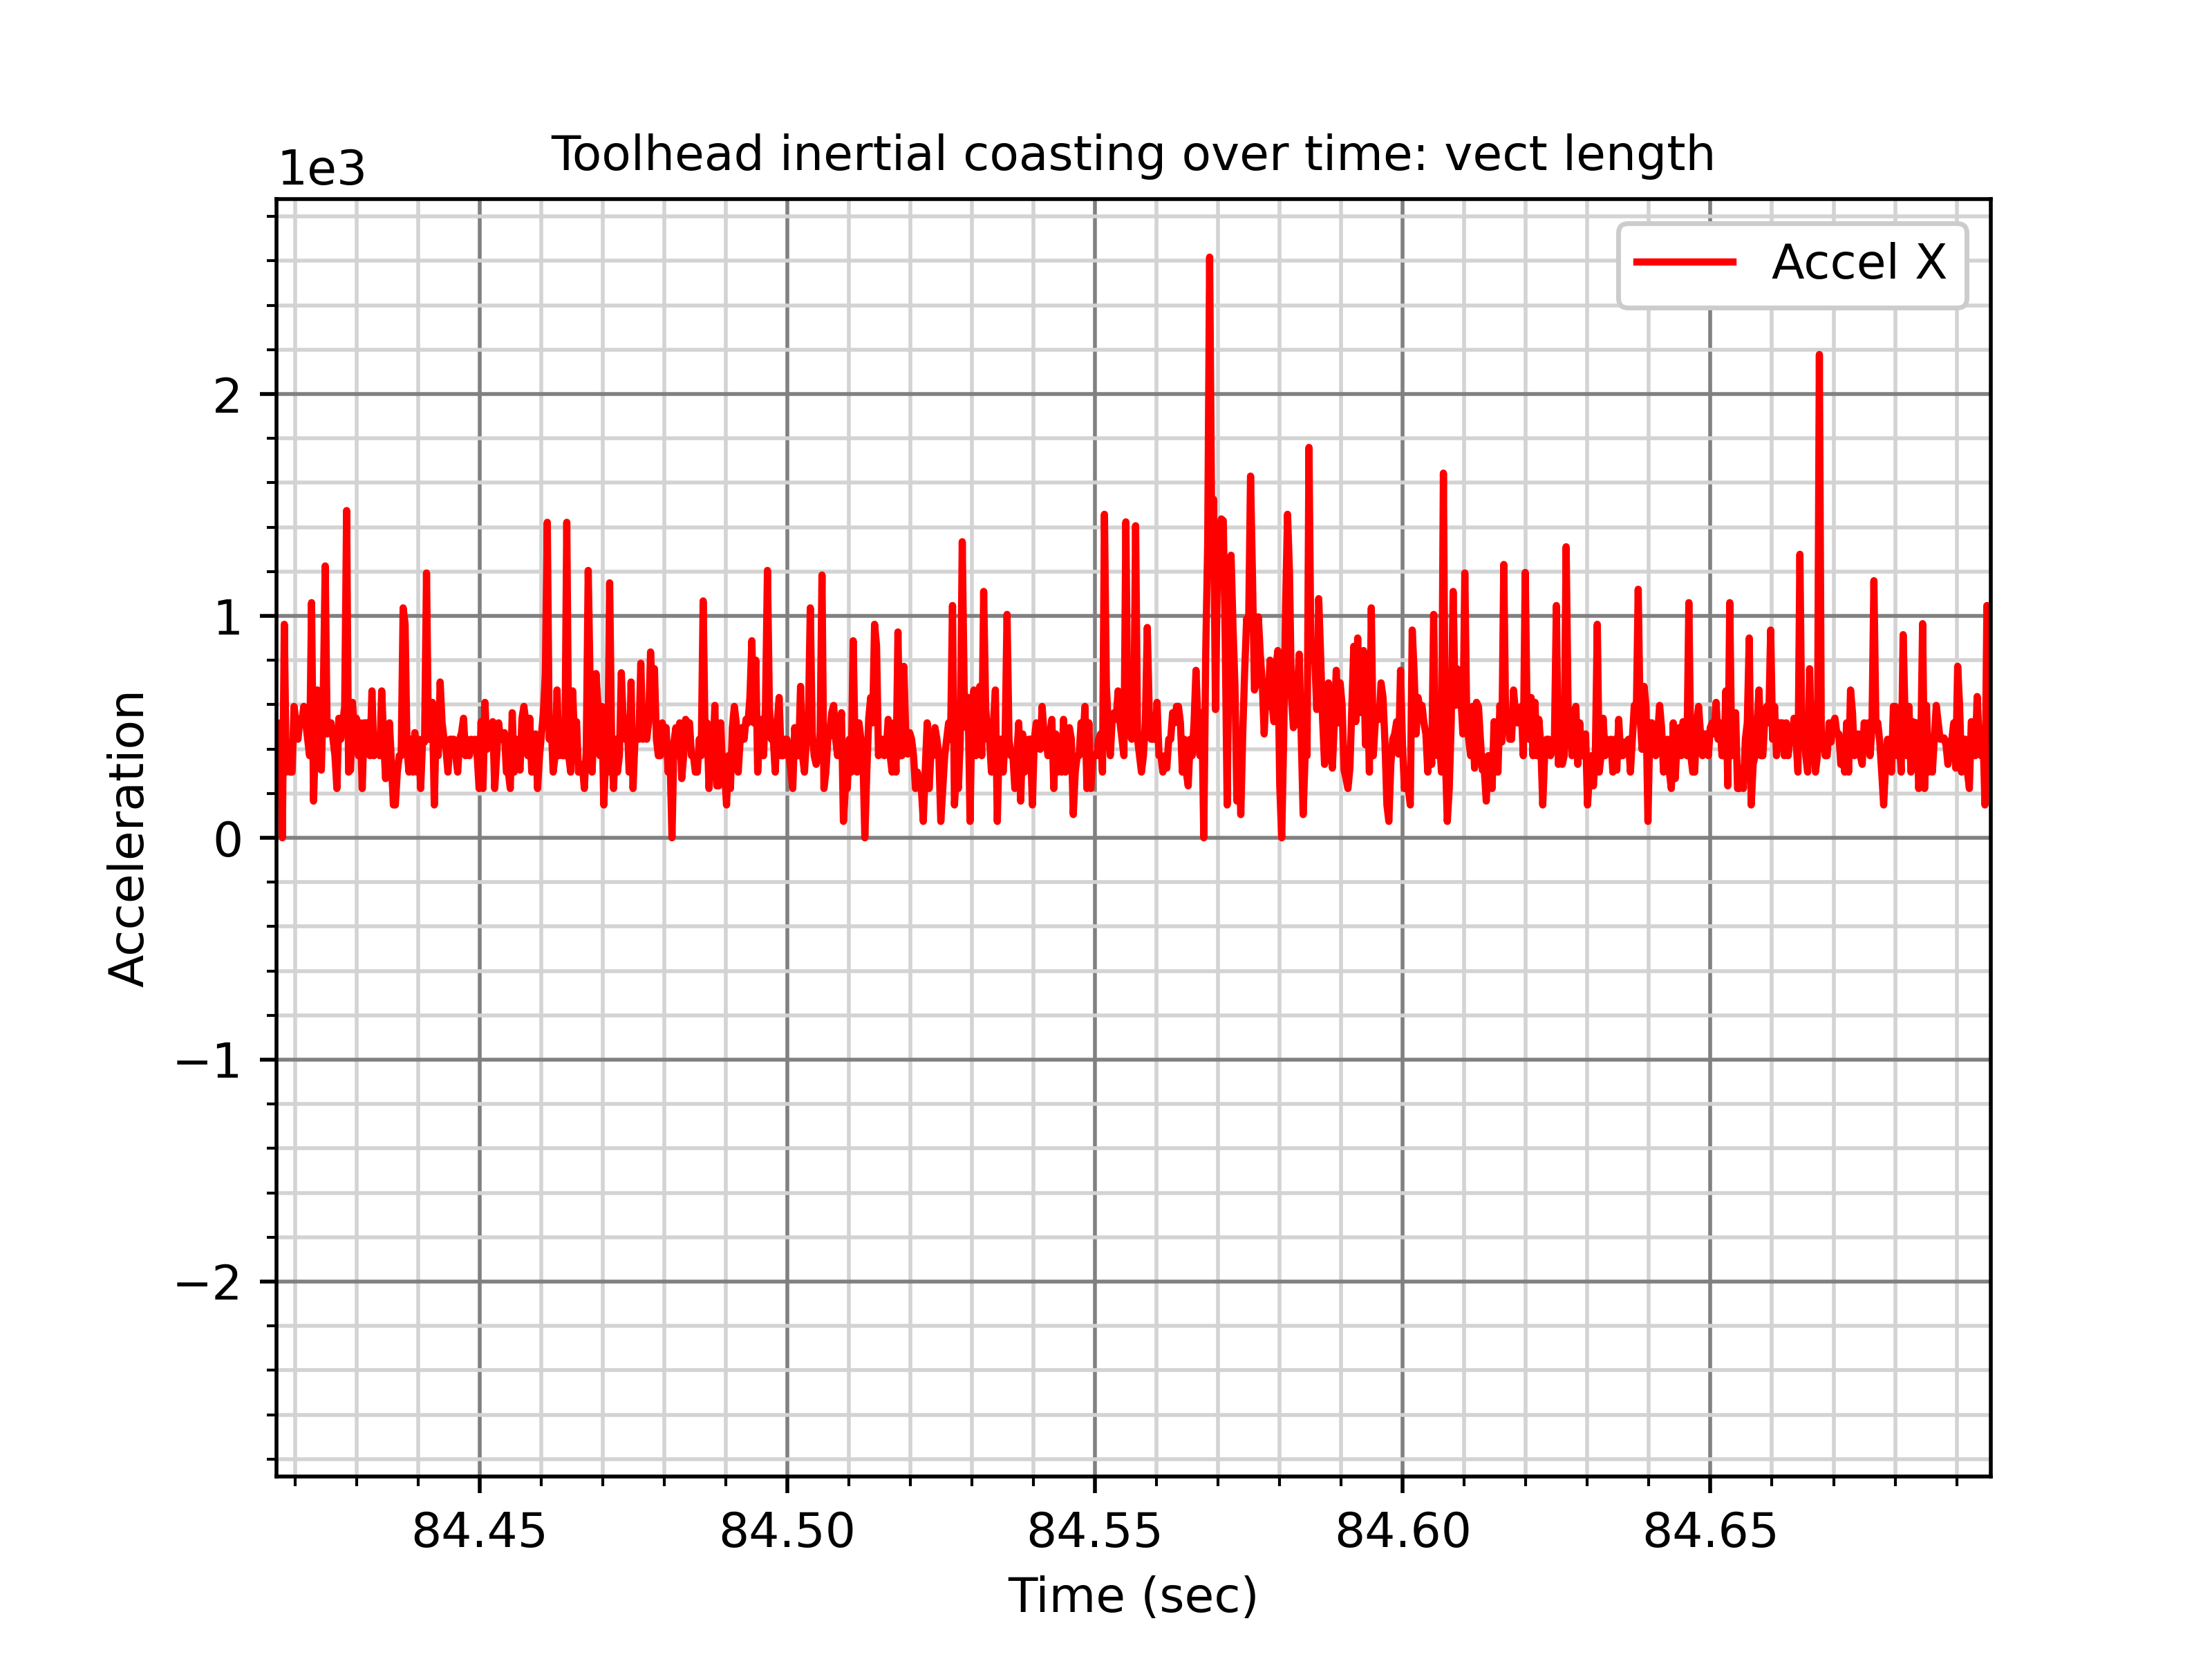 Toolhead inertial coasting over time: vect length
1e3
Accel X
2
1
0
−1
−2
Acceleration
84.45 84.50 84.55 84.60 84.65
Time (sec)